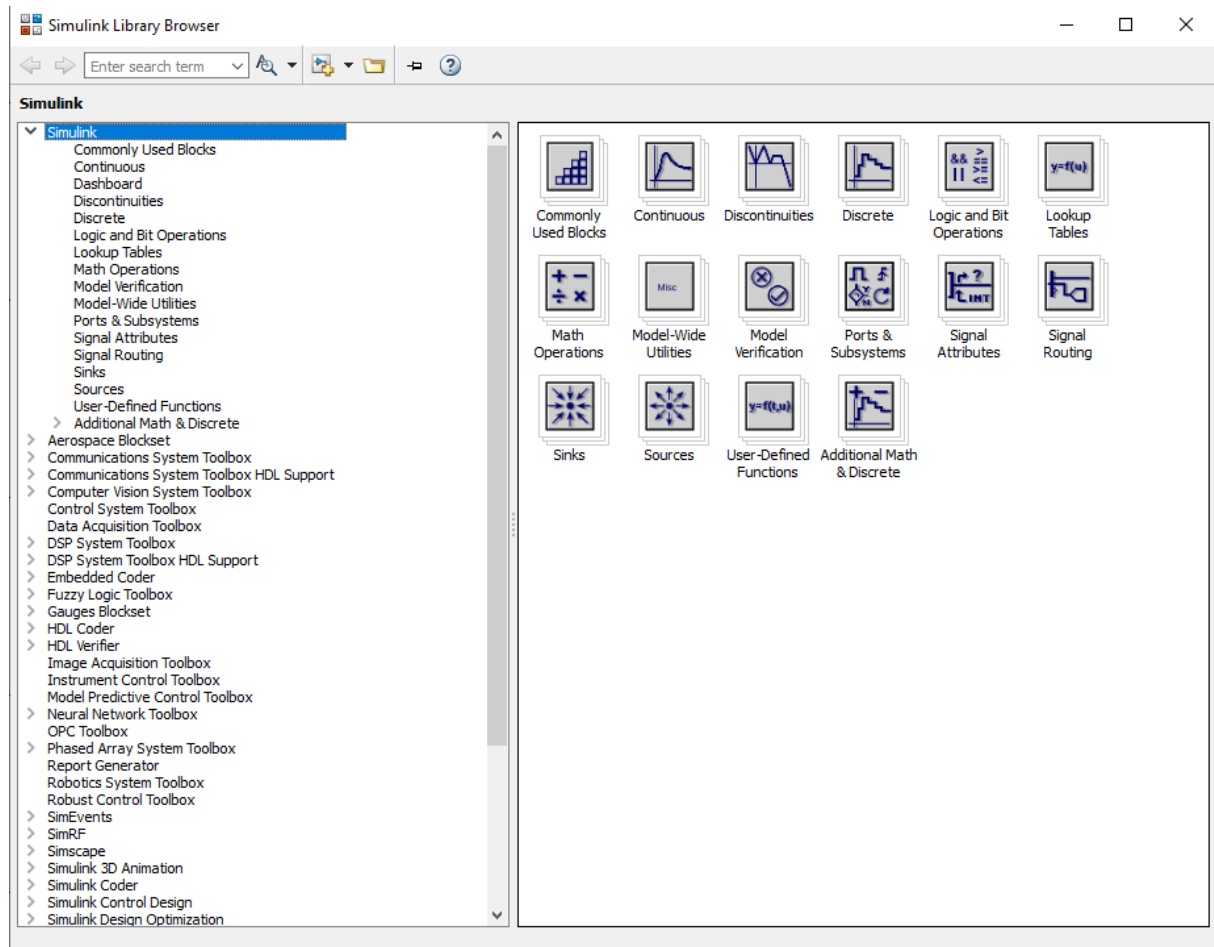 Simulink Library Browser
Enter search term
Simulink
Simulink
Commonly Used Blocks
Continuous
Dashboard
Discontinuities
Discrete
Logic and Bit Operations
Lookup Tables
Math Operations
Model Verification
Model-Wide Utilities
Ports & Subsystems
Signal Attributes
Signal Routing
Sinks
Sources
User-Defined Functions
Additional Math & Discrete
Aerospace Blockset
Communications System Toolbox
Communications System Toolbox HDL Support
Computer Vision System Toolbox
Control System Toolbox
Data Acquisition Toolbox
DSP System Toolbox
DSP System Toolbox HDL Support
Embedded Coder
Fuzzy Logic Toolbox
Gauges Blockset
HDL Coder
HDL Verifier
Image Acquisition Toolbox
Instrument Control Toolbox
Model Predictive Control Toolbox
Neural Network Toolbox
OPC Toolbox
Phased Array System Toolbox
Report Generator
Robotics System Toolbox
Robust Control Toolbox
SimEvents
SimRF
Simscape
Simulink 3D Animation
Simulink Coder
Simulink Control Design
Simulink Design Optimization
&& >
|| ==
>=
<=
y=f(u)
Commonly
Used Blocks
Continuous
Discontinuities
Discrete
Logic and Bit
Operations
Lookup
Tables
+ −
÷ ×
Misc
Y
N
?
INT
Math
Operations
Model-Wide
Utilities
Model
Verification
Ports &
Subsystems
Signal
Attributes
Signal
Routing
y=f(t,u)
+ −
Sinks
Sources
User-Defined
Functions
Additional Math
& Discrete